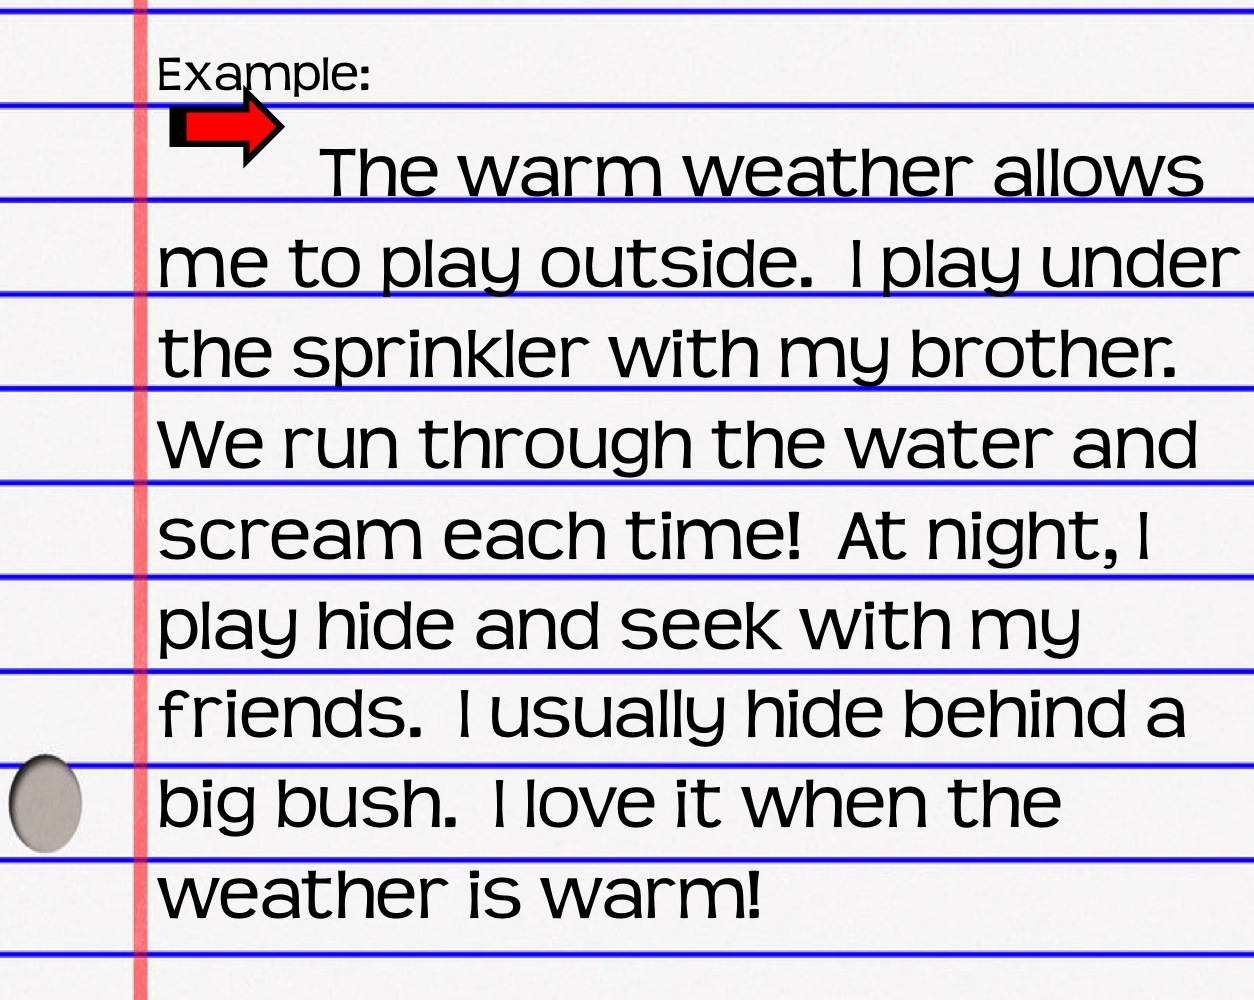 Example:
The warm weather allows
me to play outside.  I play under
the sprinkler with my brother.
We run through the water and
scream each time!  At night, I
play hide and seek with my
friends.  I usually hide behind a
big bush.  I love it when the
weather is warm!